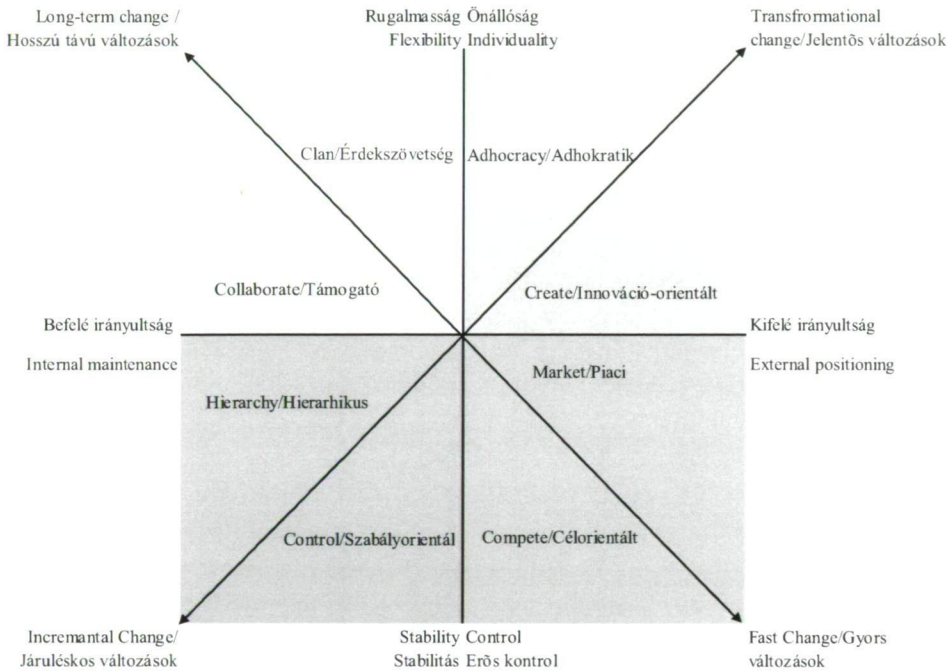 Long-term change /
Hosszú távú változások
Rugalmasság Önállóság
Flexibility Individuality
Transfrormational
change/Jelentõs változások
Clan/Érdekszövetség
Adhocracy/Adhokratik
Collaborate/Támogató
Create/Innováció-orientált
Befelé irányultság
Internal maintenance
Kifelé irányultság
External positioning
Market/Piaci
Hierarchy/Hierarhikus
Control/Szabályorientál
Compete/Célorientált
Incremantal Change/
Járuléskos változások
Stability Control
Stabilitás Erõs kontrol
Fast Change/Gyors
változások